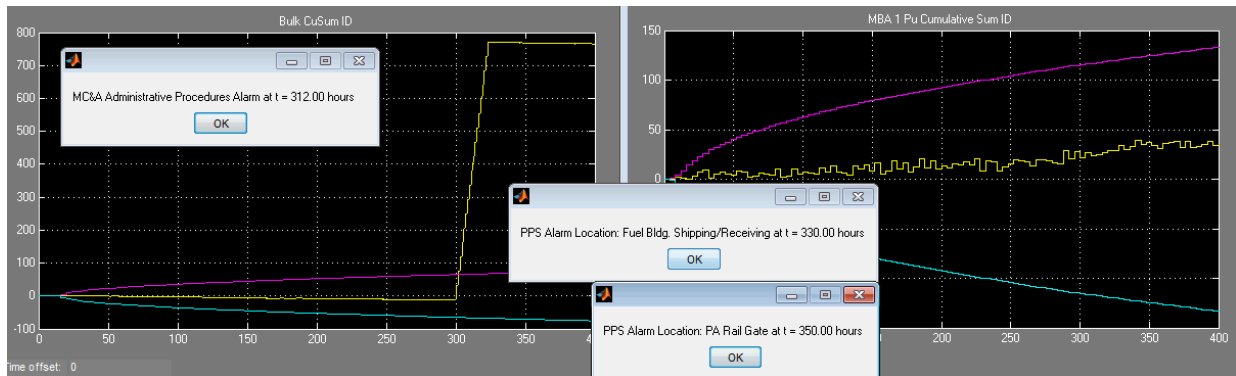 Bulk CuSum ID
800
700
600
500
400
300
200
100
0
-100
0
50
100
150
200
250
300
350
MC&A Administrative Procedures Alarm at t = 312.00 hours
OK
Time offset: 0
MBA 1 Pu Cumulative Sum ID
150
100
50
0
250
300
350
400
PPS Alarm Location: Fuel Bldg. Shipping/Receiving at t = 330.00 hours
OK
PPS Alarm Location: PA Rail Gate at t = 350.00 hours
OK